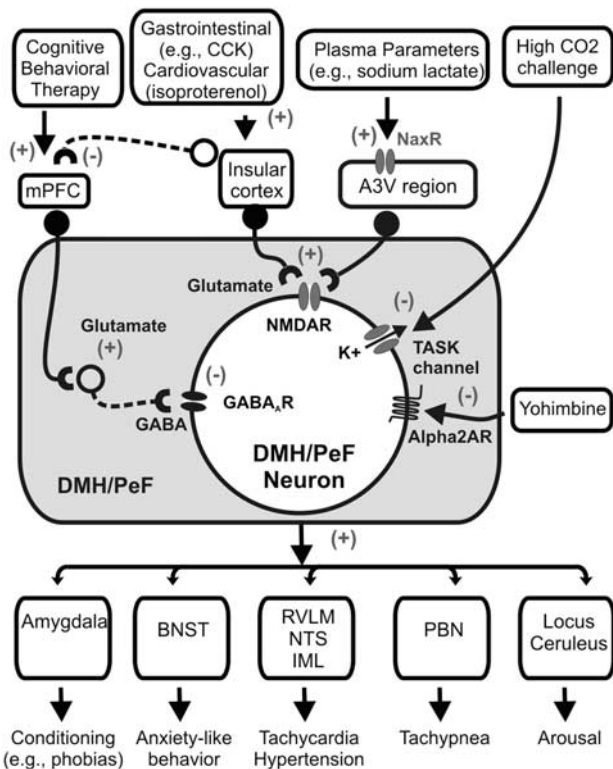 Cognitive
Behavioral
Therapy
Gastrointestinal
(e.g., CCK)
Cardiovascular
(isoproterenol)
Plasma Parameters
(e.g., sodium lactate)
High CO2
challenge
(+)
(-)
(+)
(+)
NaxR
mPFC
Insular
cortex
A3V region
(+)
Glutamate
NMDAR
(-)
K+
TASK
channel
Glutamate
(+)
(-)
GABA
GABAAR
(-)
Yohimbine
Alpha2AR
DMH/PeF
Neuron
DMH/PeF
(+)
Amygdala
BNST
RVLM
NTS
IML
PBN
Locus
Ceruleus
Conditioning
(e.g., phobias)
Anxiety-like
behavior
Tachycardia
Hypertension
Tachypnea
Arousal